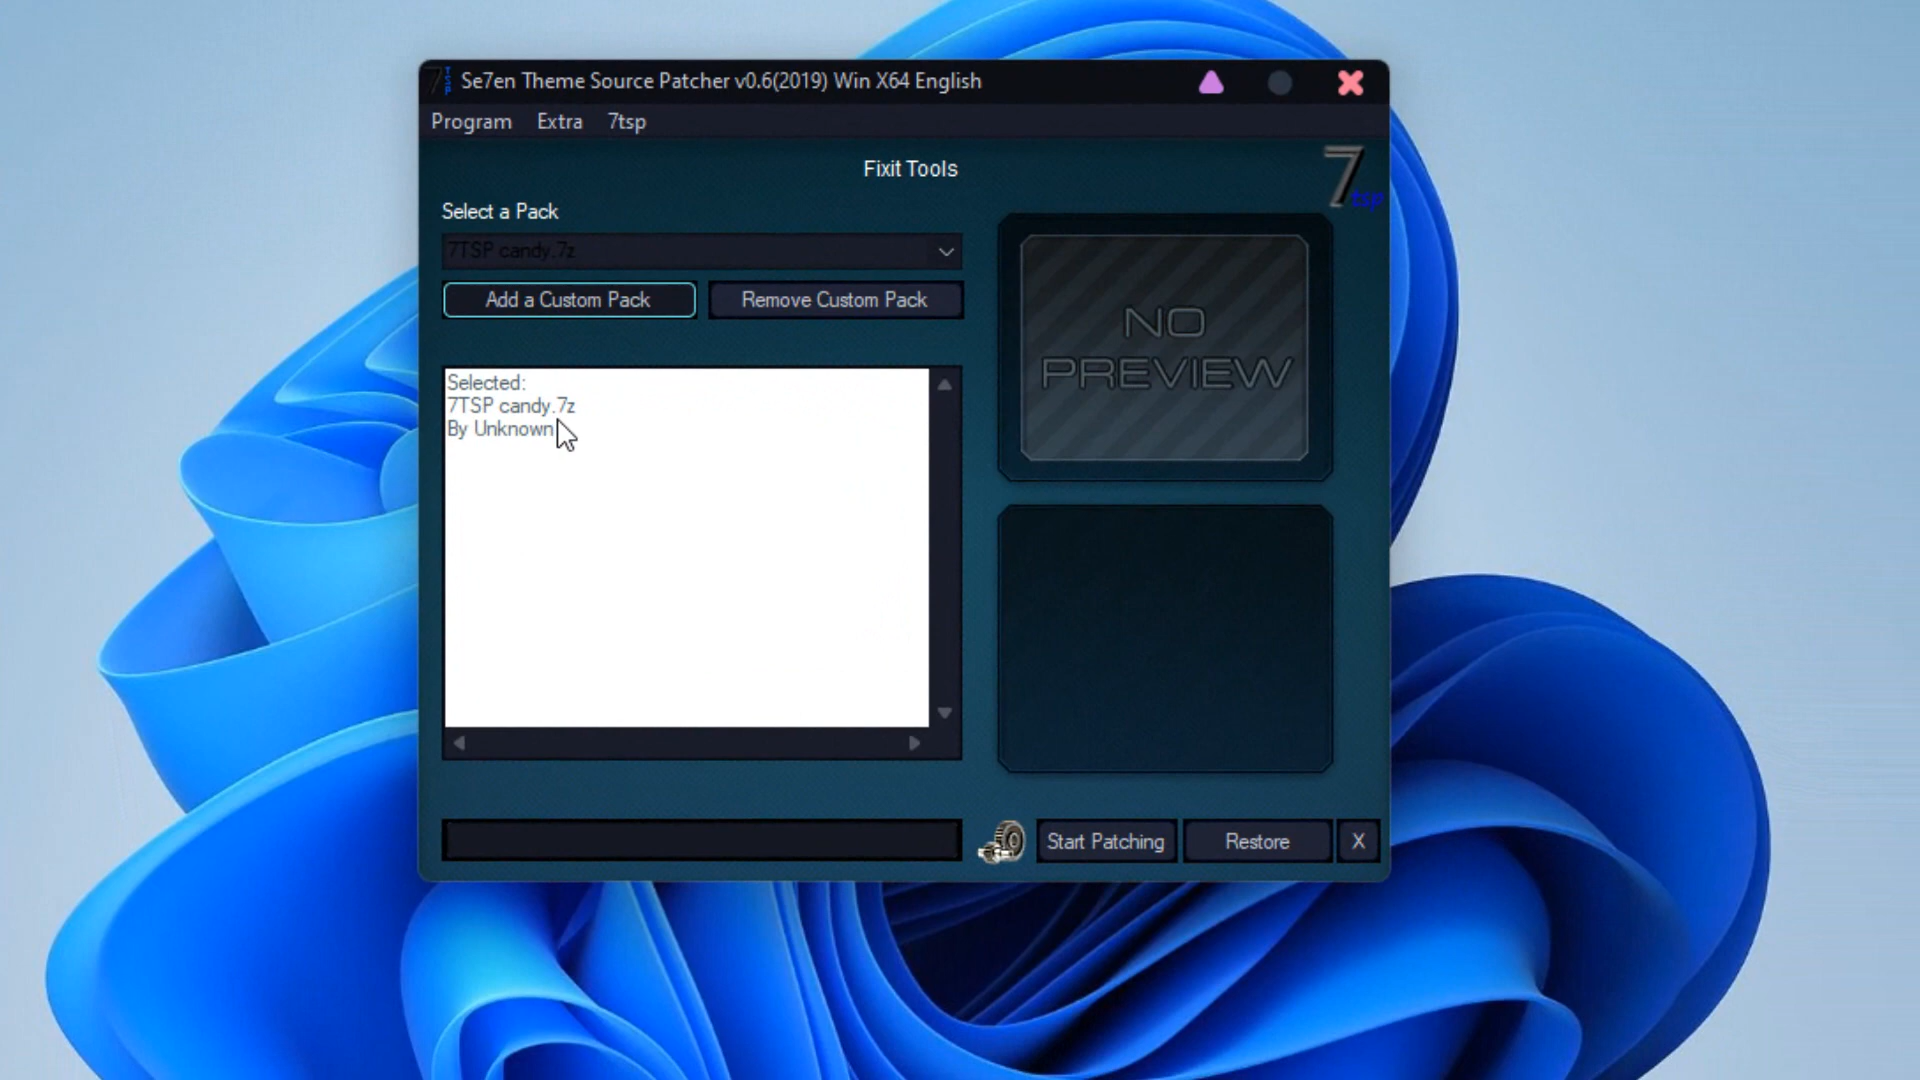 Se7en Theme Source Patcher v0.6(2019) Win X64 English
Program Extra 7tsp
Fixit Tools
7tsp
Select a Pack
7TSP candy.7z
Add a Custom Pack Remove Custom Pack
NO
PREVIEW
Selected:
7TSP candy.7z
By Unknown
Start Patching Restore X